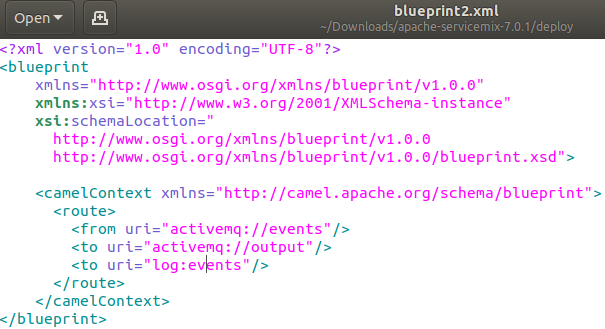 Open
blueprint2.xml
~/Downloads/apache-servicemix-7.0.1/deploy
<?xml version="1.0" encoding="UTF-8"?>
<blueprint
    xmlns="http://www.osgi.org/xmlns/blueprint/v1.0.0"
    xmlns:xsi="http://www.w3.org/2001/XMLSchema-instance"
    xsi:schemaLocation="
      http://www.osgi.org/xmlns/blueprint/v1.0.0
      http://www.osgi.org/xmlns/blueprint/v1.0.0/blueprint.xsd">

    <camelContext xmlns="http://camel.apache.org/schema/blueprint">
      <route>
        <from uri="activemq://events"/>
        <to uri="activemq://output"/>
        <to uri="log:events"/>
      </route>
    </camelContext>
</blueprint>